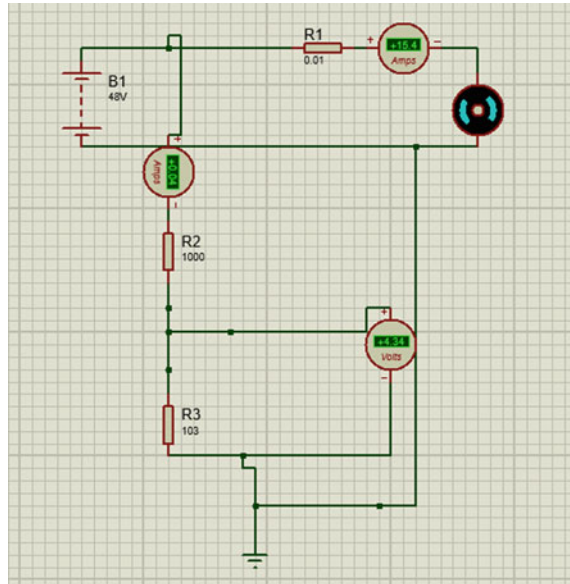 R1
0.01
+
+15.4
−
Amps
B1
48V
+
+0.04
Amps
−
R2
1000
+
+4.34
Volts
−
R3
103